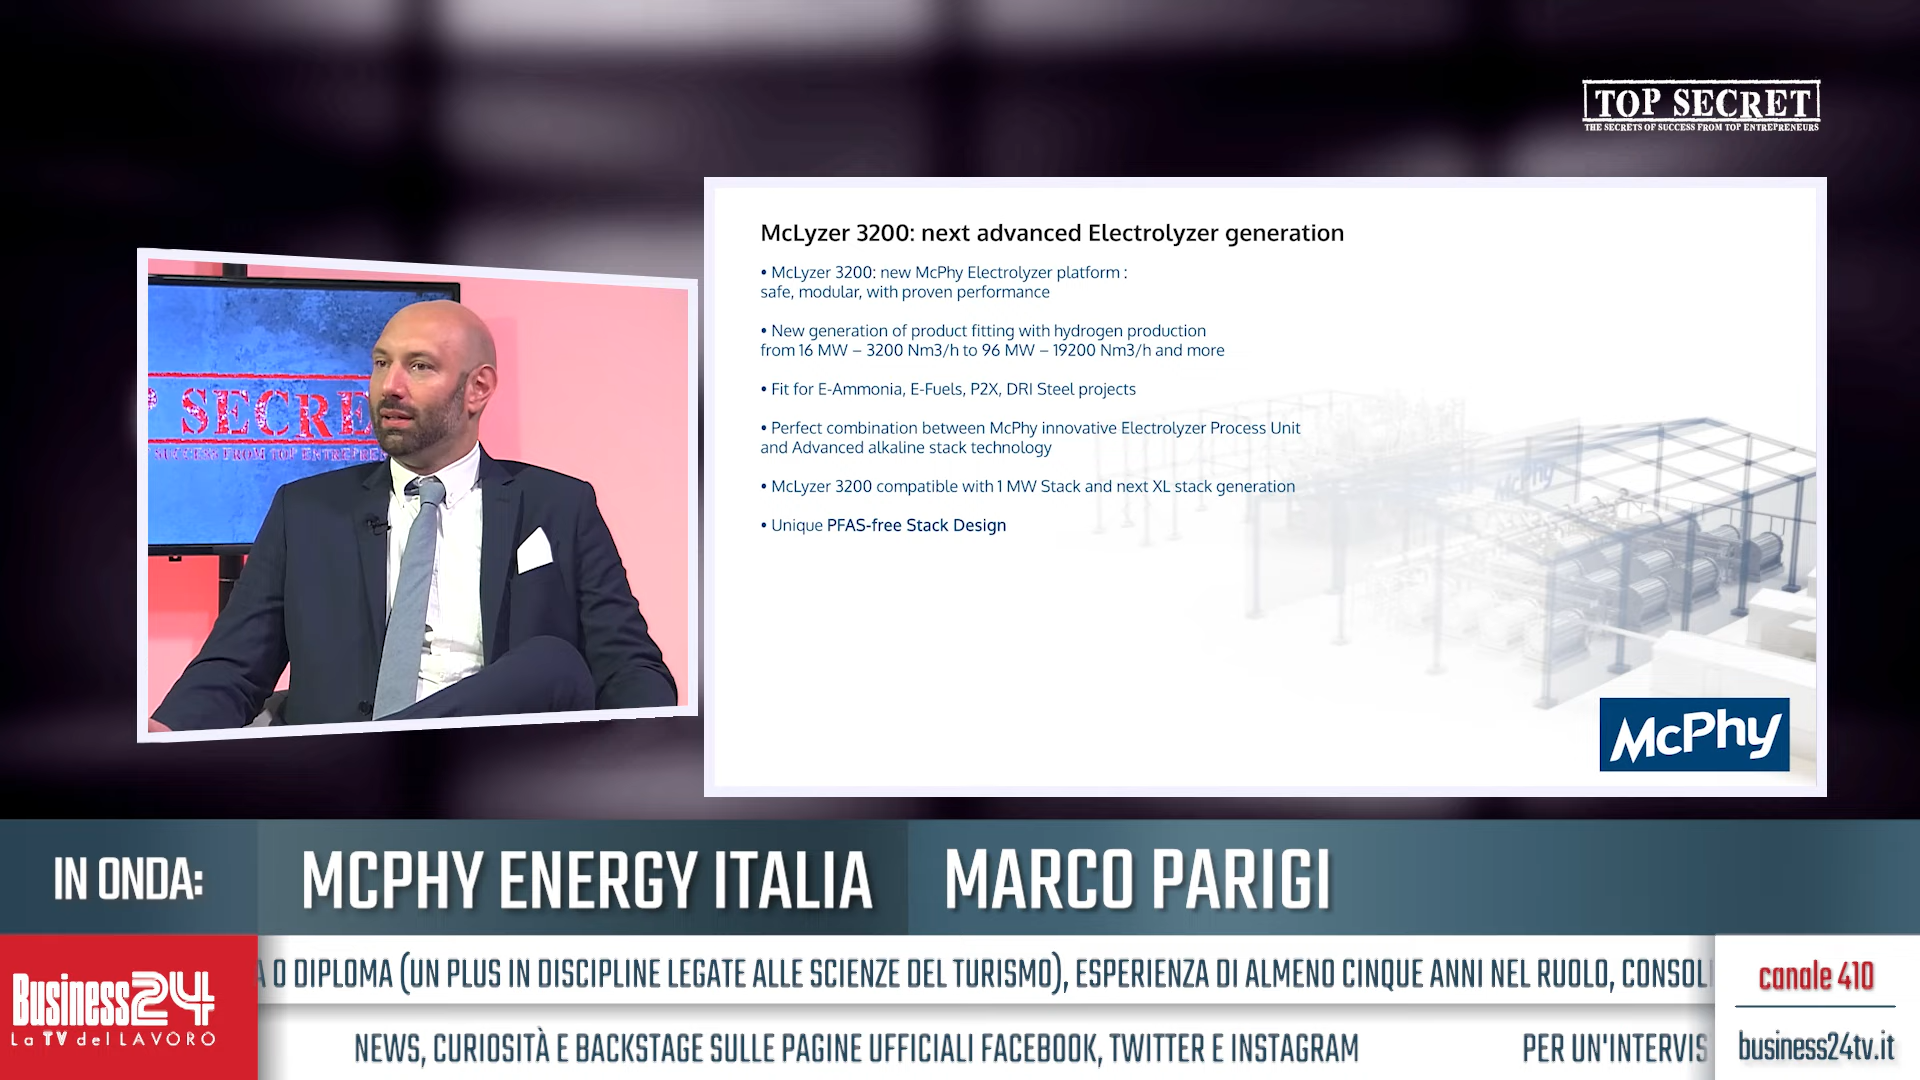 TOP SECRET
THE SECRETS OF SUCCESS FROM TOP ENTREPRENEURS
McLyzer 3200: next advanced Electrolyzer generation
• McLyzer 3200: new McPhy Electrolyzer platform :
safe, modular, with proven performance
• New generation of product fitting with hydrogen production
from 16 MW – 3200 Nm3/h to 96 MW – 19200 Nm3/h and more
• Fit for E-Ammonia, E-Fuels, P2X, DRI Steel projects
• Perfect combination between McPhy innovative Electrolyzer Process Unit
and Advanced alkaline stack technology
• McLyzer 3200 compatible with 1 MW Stack and next XL stack generation
• Unique PFAS-free Stack Design
McPhy
McPhy
P SECRE
SUCCESS FROM TOP ENTREPREN
IN ONDA:
MCPHY ENERGY ITALIA
MARCO PARIGI
Business24
La TV del LAVORO
A O DIPLOMA (UN PLUS IN DISCIPLINE LEGATE ALLE SCIENZE DEL TURISMO), ESPERIENZA DI ALMENO CINQUE ANNI NEL RUOLO, CONSOLI
canale 410
NEWS, CURIOSITÀ E BACKSTAGE SULLE PAGINE UFFICIALI FACEBOOK, TWITTER E INSTAGRAM
PER UN'INTERVIS
business24tv.it